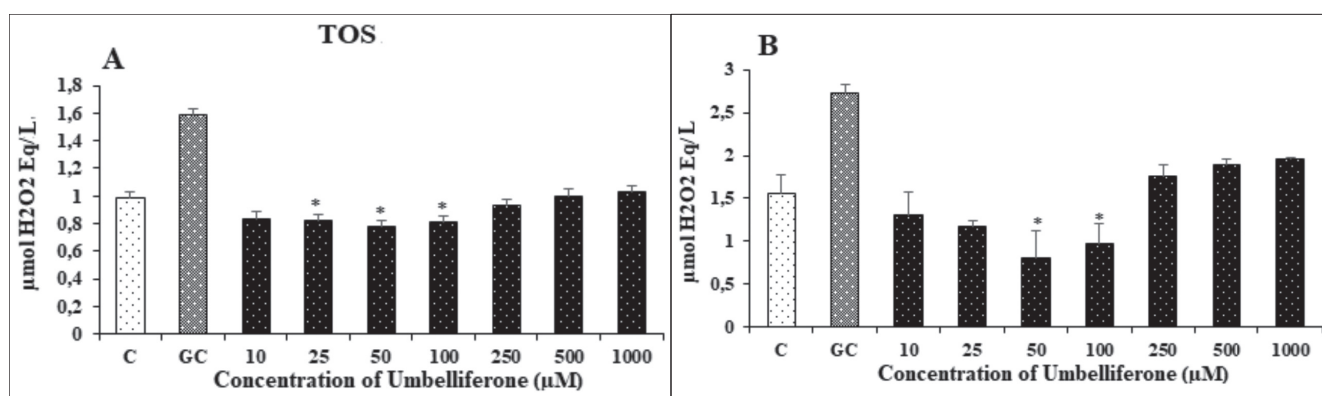 TOS
A
µmol H2O2 Eq/L
1,8
1,6
1,4
1,2
1
0,8
0,6
0,4
0,2
0
* * *
C GC 10 25 50 100 250 500 1000
Concentration of Umbelliferone (µM)
B
µmol H2O2 Eq/L
3
2,5
2
1,5
1
0,5
0
* *
C GC 10 25 50 100 250 500 1000
Concentration of Umbelliferone (µM)